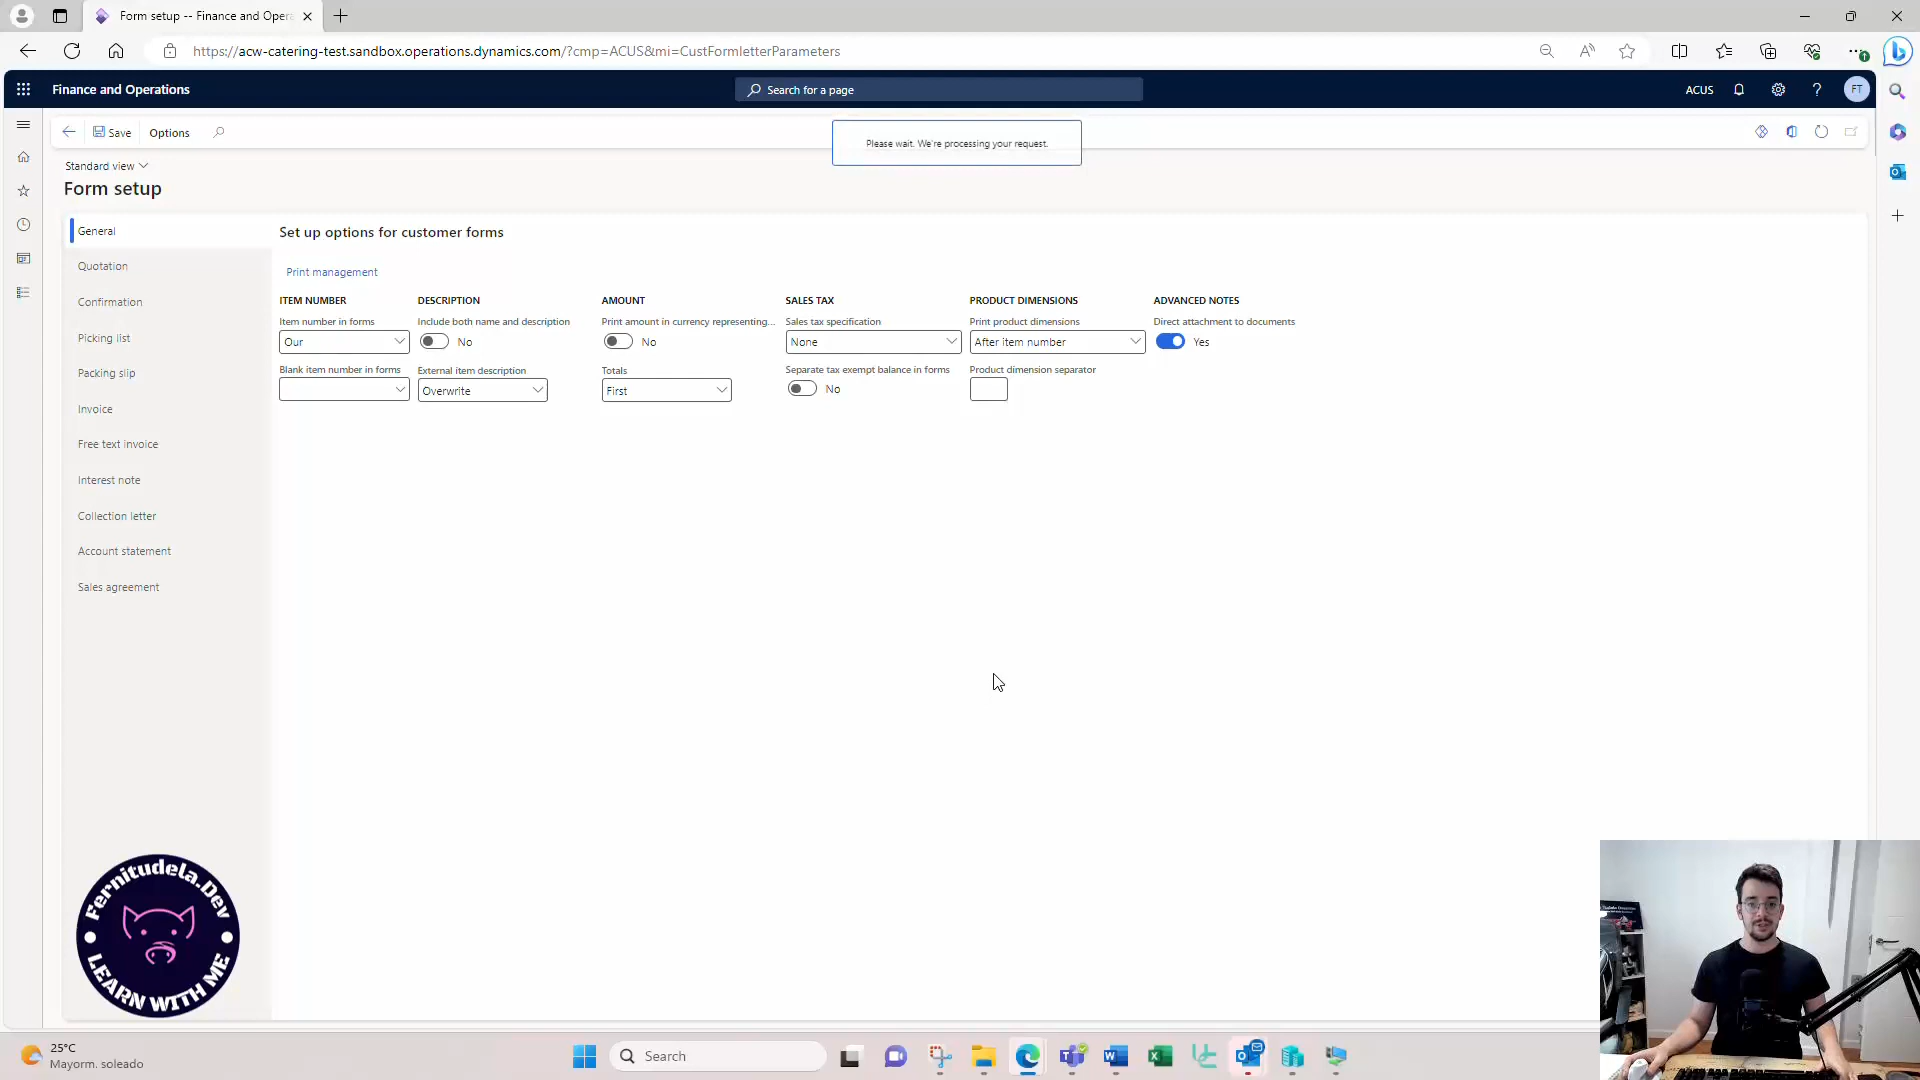 Form setup -- Finance and Opera
https://acw-catering-test.sandbox.operations.dynamics.com/?cmp=ACUS&mi=CustFormletterParameters
Finance and Operations
Search for a page
ACUS
FT
Save
Options
Please wait. We're processing your request.
Standard view
Form setup
General
Quotation
Confirmation
Picking list
Packing slip
Invoice
Free text invoice
Interest note
Collection letter
Account statement
Sales agreement
Set up options for customer forms
Print management
ITEM NUMBER
Item number in forms
Our
Blank item number in forms
DESCRIPTION
Include both name and description
No
External item description
Overwrite
AMOUNT
Print amount in currency representing...
No
Totals
First
SALES TAX
Sales tax specification
None
Separate tax exempt balance in forms
No
PRODUCT DIMENSIONS
Print product dimensions
After item number
Product dimension separator
ADVANCED NOTES
Direct attachment to documents
Yes
Fernitudela.Dev
LEARN WITH ME
25°C
Mayorm. soleado
Search